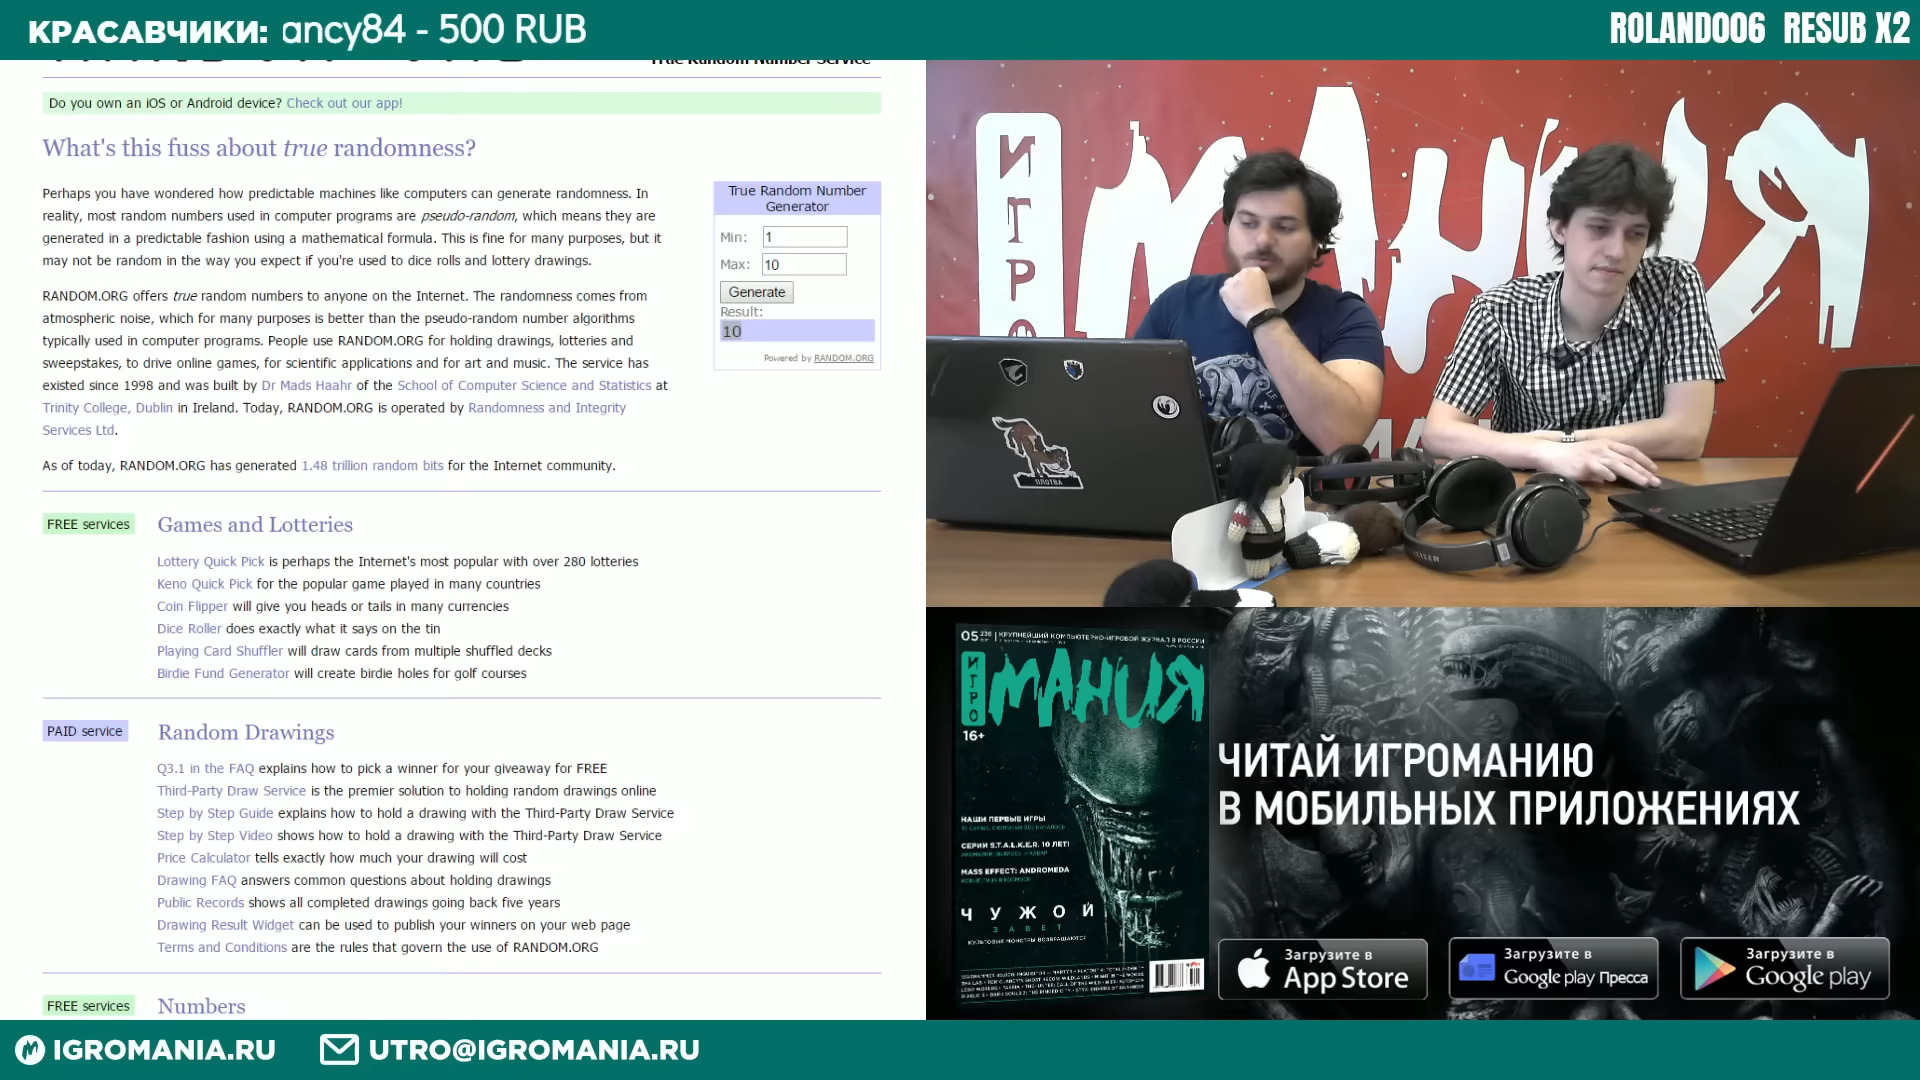 КРАСАВЧИКИ: ancy84 - 500 RUB
ROLAND006 RESUB X2
True Random Number Service
Do you own an iOS or Android device? Check out our app!
What's this fuss about true randomness?
Perhaps you have wondered how predictable machines like computers can generate randomness. In
reality, most random numbers used in computer programs are pseudo-random, which means they are
generated in a predictable fashion using a mathematical formula. This is fine for many purposes, but it
may not be random in the way you expect if you're used to dice rolls and lottery drawings.
RANDOM.ORG offers true random numbers to anyone on the Internet. The randomness comes from
atmospheric noise, which for many purposes is better than the pseudo-random number algorithms
typically used in computer programs. People use RANDOM.ORG for holding drawings, lotteries and
sweepstakes, to drive online games, for scientific applications and for art and music. The service has
existed since 1998 and was built by Dr Mads Haahr of the School of Computer Science and Statistics at
Trinity College, Dublin in Ireland. Today, RANDOM.ORG is operated by Randomness and Integrity
Services Ltd.
As of today, RANDOM.ORG has generated 1.48 trillion random bits for the Internet community.
True Random Number
Generator
Min: 1
Max: 10
Generate
Result:
10
Powered by RANDOM.ORG
FREE services
Games and Lotteries
Lottery Quick Pick is perhaps the Internet's most popular with over 280 lotteries
Keno Quick Pick for the popular game played in many countries
Coin Flipper will give you heads or tails in many currencies
Dice Roller does exactly what it says on the tin
Playing Card Shuffler will draw cards from multiple shuffled decks
Birdie Fund Generator will create birdie holes for golf courses
PAID service
Random Drawings
Q3.1 in the FAQ explains how to pick a winner for your giveaway for FREE
Third-Party Draw Service is the premier solution to holding random drawings online
Step by Step Guide explains how to hold a drawing with the Third-Party Draw Service
Step by Step Video shows how to hold a drawing with the Third-Party Draw Service
Price Calculator tells exactly how much your drawing will cost
Drawing FAQ answers common questions about holding drawings
Public Records shows all completed drawings going back five years
Drawing Result Widget can be used to publish your winners on your web page
Terms and Conditions are the rules that govern the use of RANDOM.ORG
FREE services
Numbers
ИГРО
МАНИЯ
ПЛОТВА
05 КРУПНЕЙШИЙ КОМПЬЮТЕРНО-ИГРОВОЙ ЖУРНАЛ В РОССИИ
ИГРО
МАНИЯ
16+
НАШИ ПЕРВЫЕ ИГРЫ
СЕРИИ S.T.A.L.K.E.R. 10 ЛЕТ!
MASS EFFECT: ANDROMEDA
ЧУЖОЙ
ЗАВЕТ
КУЛЬТОВЫЕ МОНСТРЫ ВОЗВРАЩАЮТСЯ
ЧИТАЙ ИГРОМАНИЮ
В МОБИЛЬНЫХ ПРИЛОЖЕНИЯХ
Загрузите в
App Store
Загрузите в
Google play Пресса
Загрузите в
Google play
IGROMANIA.RU
UTRO@IGROMANIA.RU